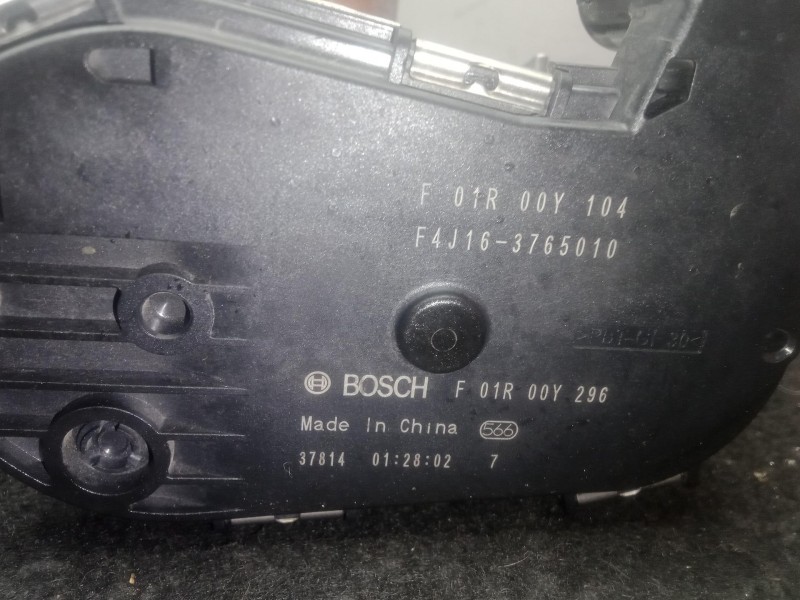 F 01R 00Y 104
F4J16-3765010
BOSCH F 01R 00Y 296
Made in China 566
37814 01:28:02 7